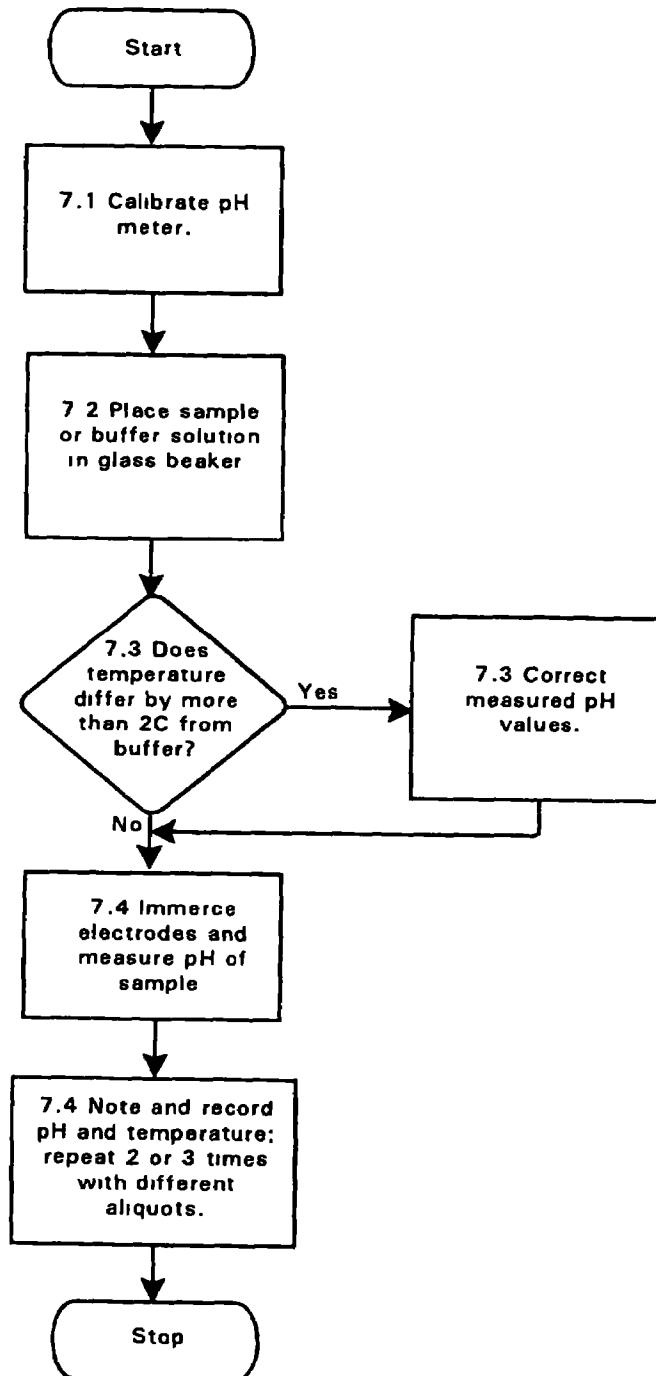 Start
7.1 Calibrate pH
meter.
7 2 Place sample
or buffer solution
in glass beaker
7.3 Does
temperature
differ by more
than 2C from
buffer?
Yes
7.3 Correct
measured pH
values.
No
7.4 Immerce
electrodes and
measure pH of
sample
7.4 Note and record
pH and temperature;
repeat 2 or 3 times
with different
aliquots.
Stop